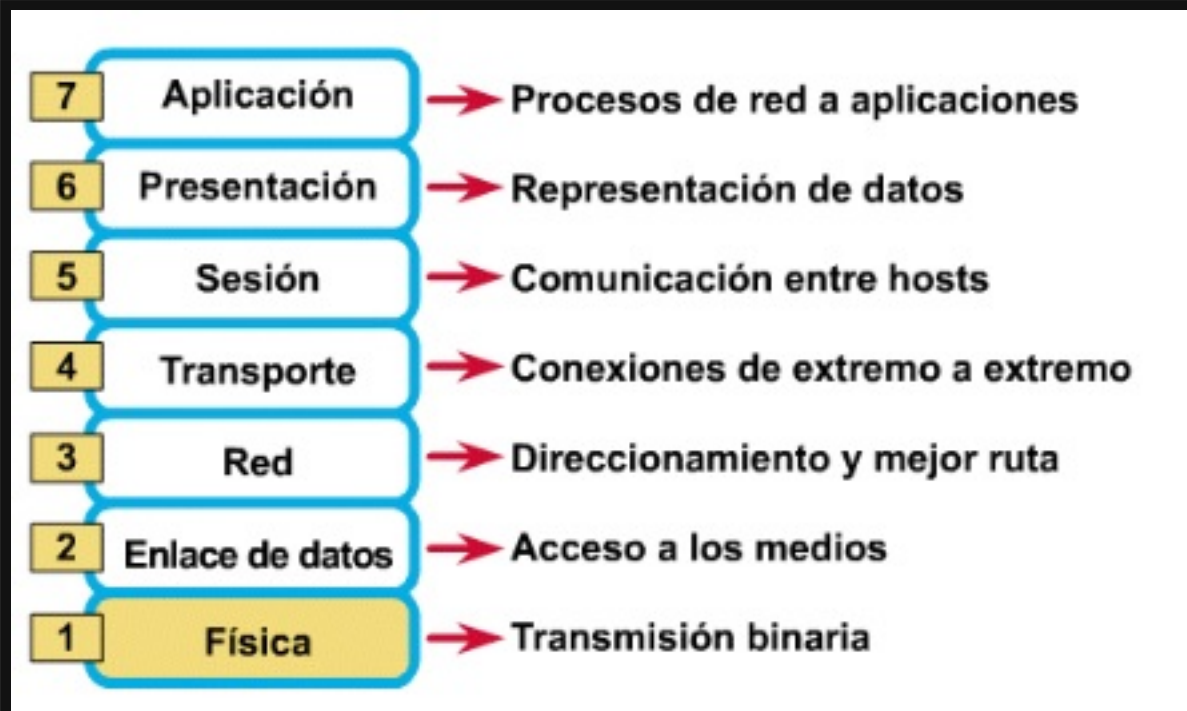 7 Aplicación Procesos de red a aplicaciones
6 Presentación Representación de datos
5 Sesión Comunicación entre hosts
4 Transporte Conexiones de extremo a extremo
3 Red Direccionamiento y mejor ruta
2 Enlace de datos Acceso a los medios
1 Física Transmisión binaria